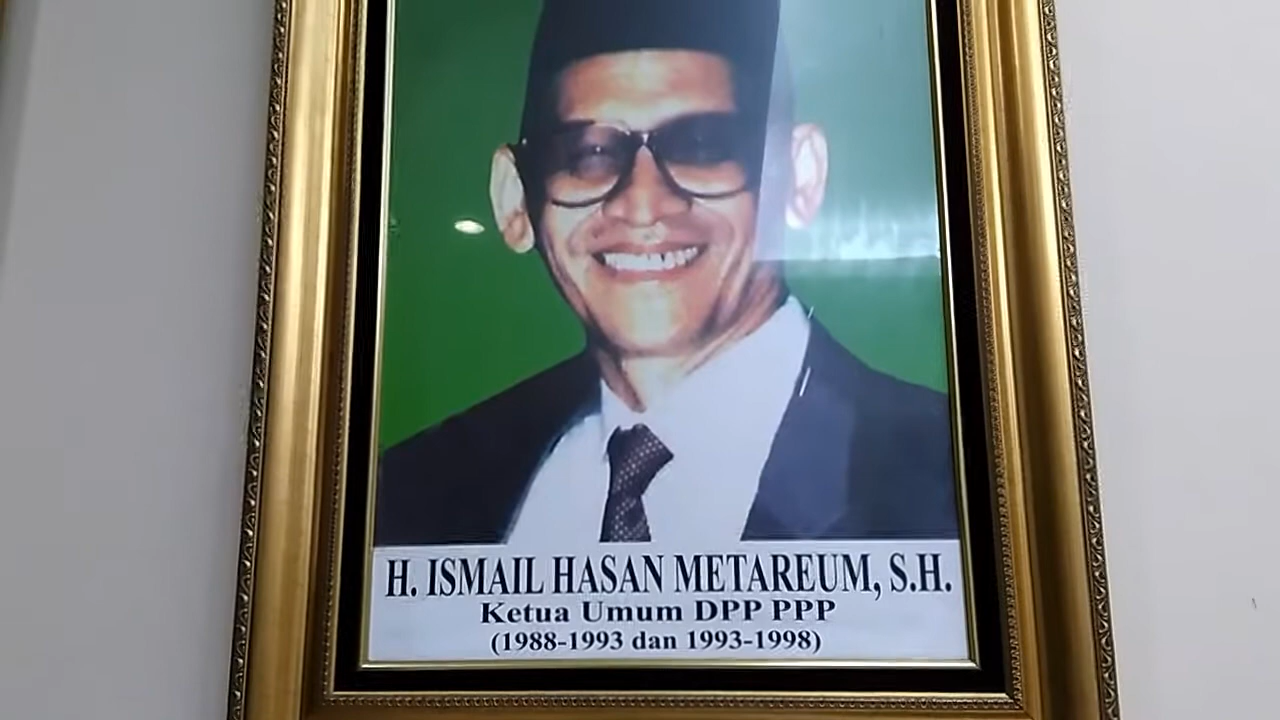 H. ISMAIL HASAN METAREUM, S.H.
Ketua Umum DPP PPP
(1988-1993 dan 1993-1998)